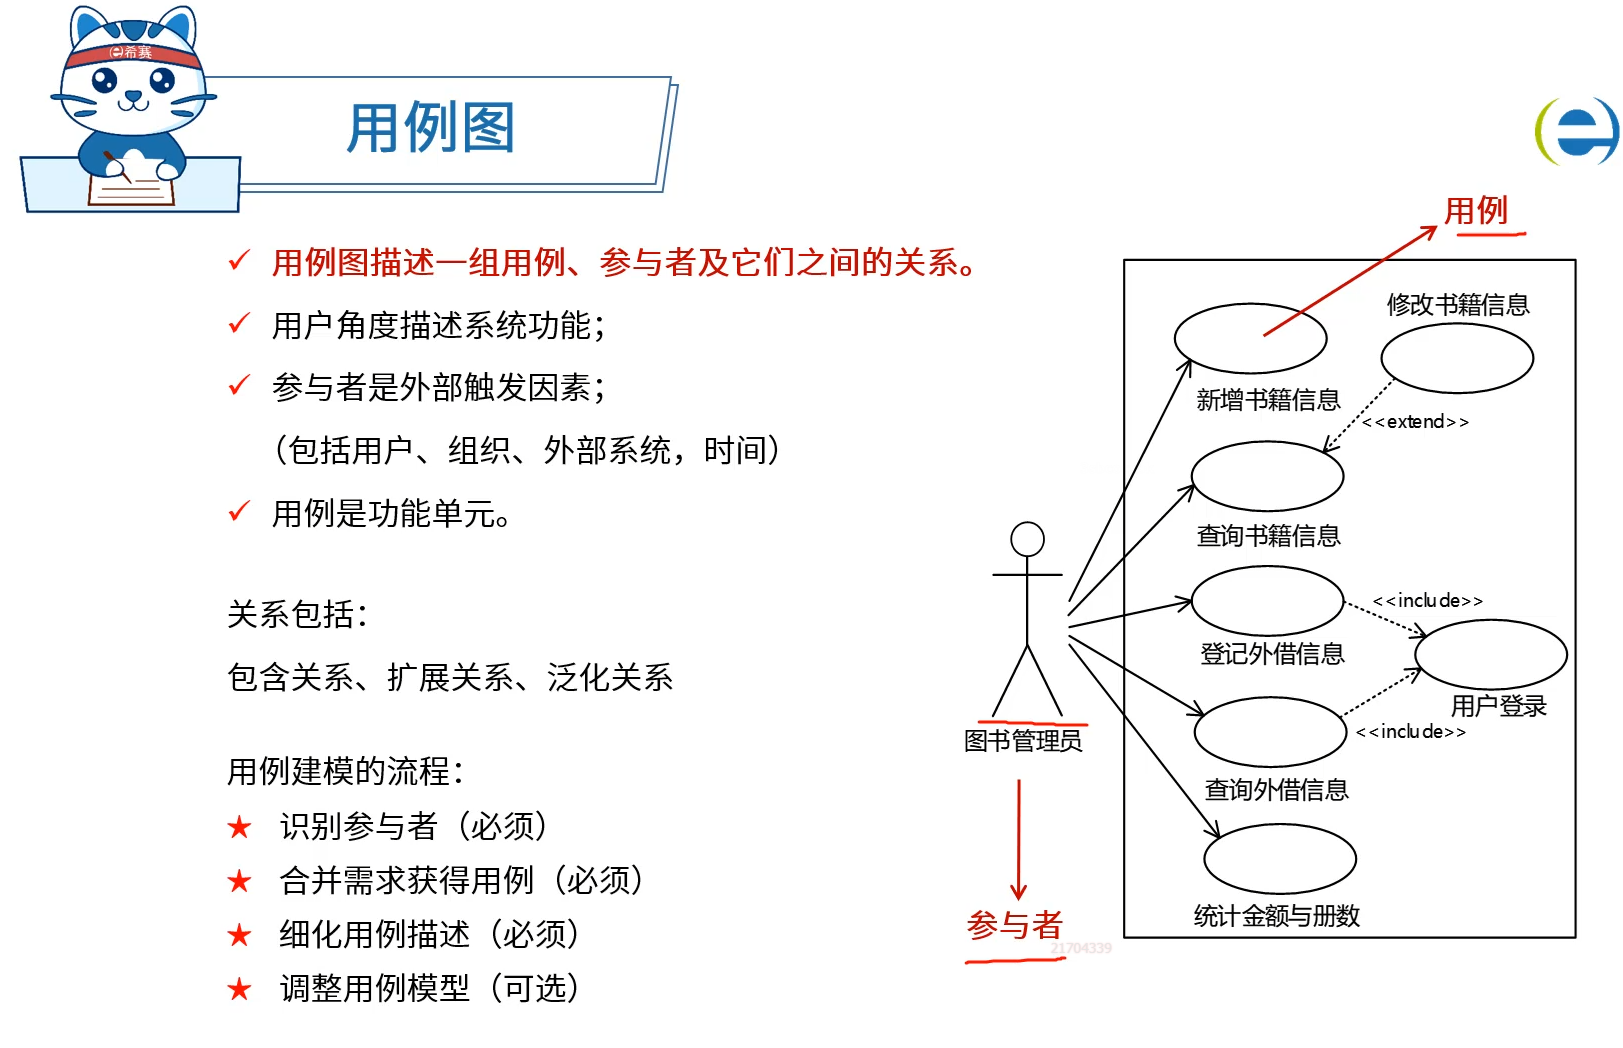 希赛
用例图
用例
用例图描述一组用例、参与者及它们之间的关系。
用户角度描述系统功能；
参与者是外部触发因素；
（包括用户、组织、外部系统，时间）
用例是功能单元。
关系包括：
包含关系、扩展关系、泛化关系
用例建模的流程：
识别参与者（必须）
合并需求获得用例（必须）
细化用例描述（必须）
调整用例模型（可选）
修改书籍信息
新增书籍信息
<<extend>>
查询书籍信息
<<include>>
登记外借信息
用户登录
<<include>>
图书管理员
查询外借信息
统计金额与册数
参与者
21704339